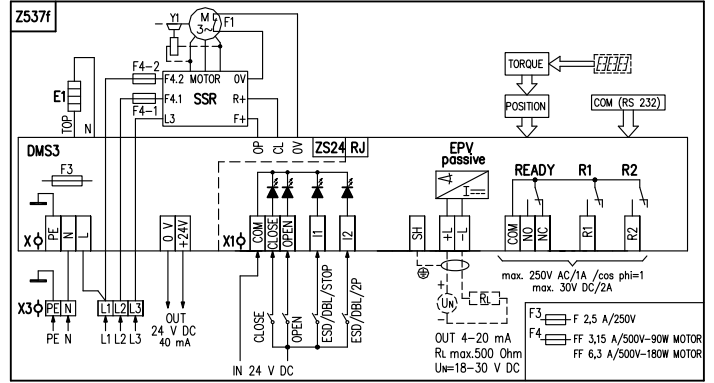 Z537f
Y1
M
3~
F1
F4-2
F4.2 MOTOR 0V
F4.1 SSR R+
L3 F+
F4-1
E1
TOP
N
TORQUE
POSITION
COM (RS 232)
DMS3
OP
CL
0V
ZS24 RJ
EPV
passive
READY R1 R2
F3
I
X
PE
N
L
0 V
+24V
X1
COM
CLOSE
OPEN
I1
I2
SH
+L
-L
COM
NO
NC
R1
R2
X3
PE N
L1 L2 L3
PE N
L1 L2 L3
OUT
24 V DC
40 mA
CLOSE
OPEN
ESD/DBL/STOP
ESD/DBL/2P
IN 24 V DC
+
UN
-
RL
OUT 4-20 mA
RL max.500 Ohm
UN=18-30 V DC
max. 250V AC/1A /cos phi=1
max. 30V DC/2A
F3 F 2,5 A/250V
F4 FF 3,15 A/500V-90W MOTOR
FF 6,3 A/500V-180W MOTOR